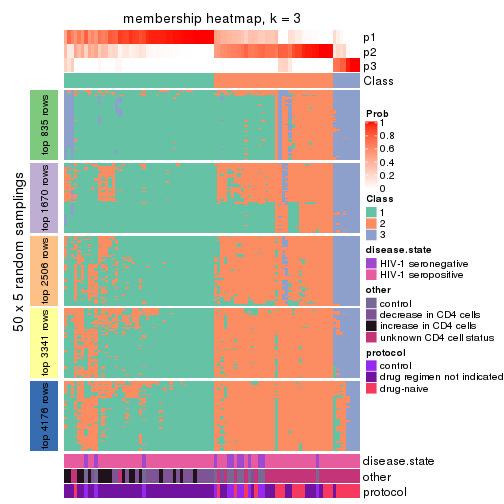 membership heatmap, k = 3
p1
p2
p3
Class
50 x 5 random samplings
top 835 rows
top 1670 rows
top 2506 rows
top 3341 rows
top 4176 rows
Prob
1
0.8
0.6
0.4
0.2
0
Class
1
2
3
disease.state
HIV-1 seronegative
HIV-1 seropositive
other
control
decrease in CD4 cells
increase in CD4 cells
unknown CD4 cell status
protocol
control
drug regimen not indicated
drug-naive
disease.state
other
protocol